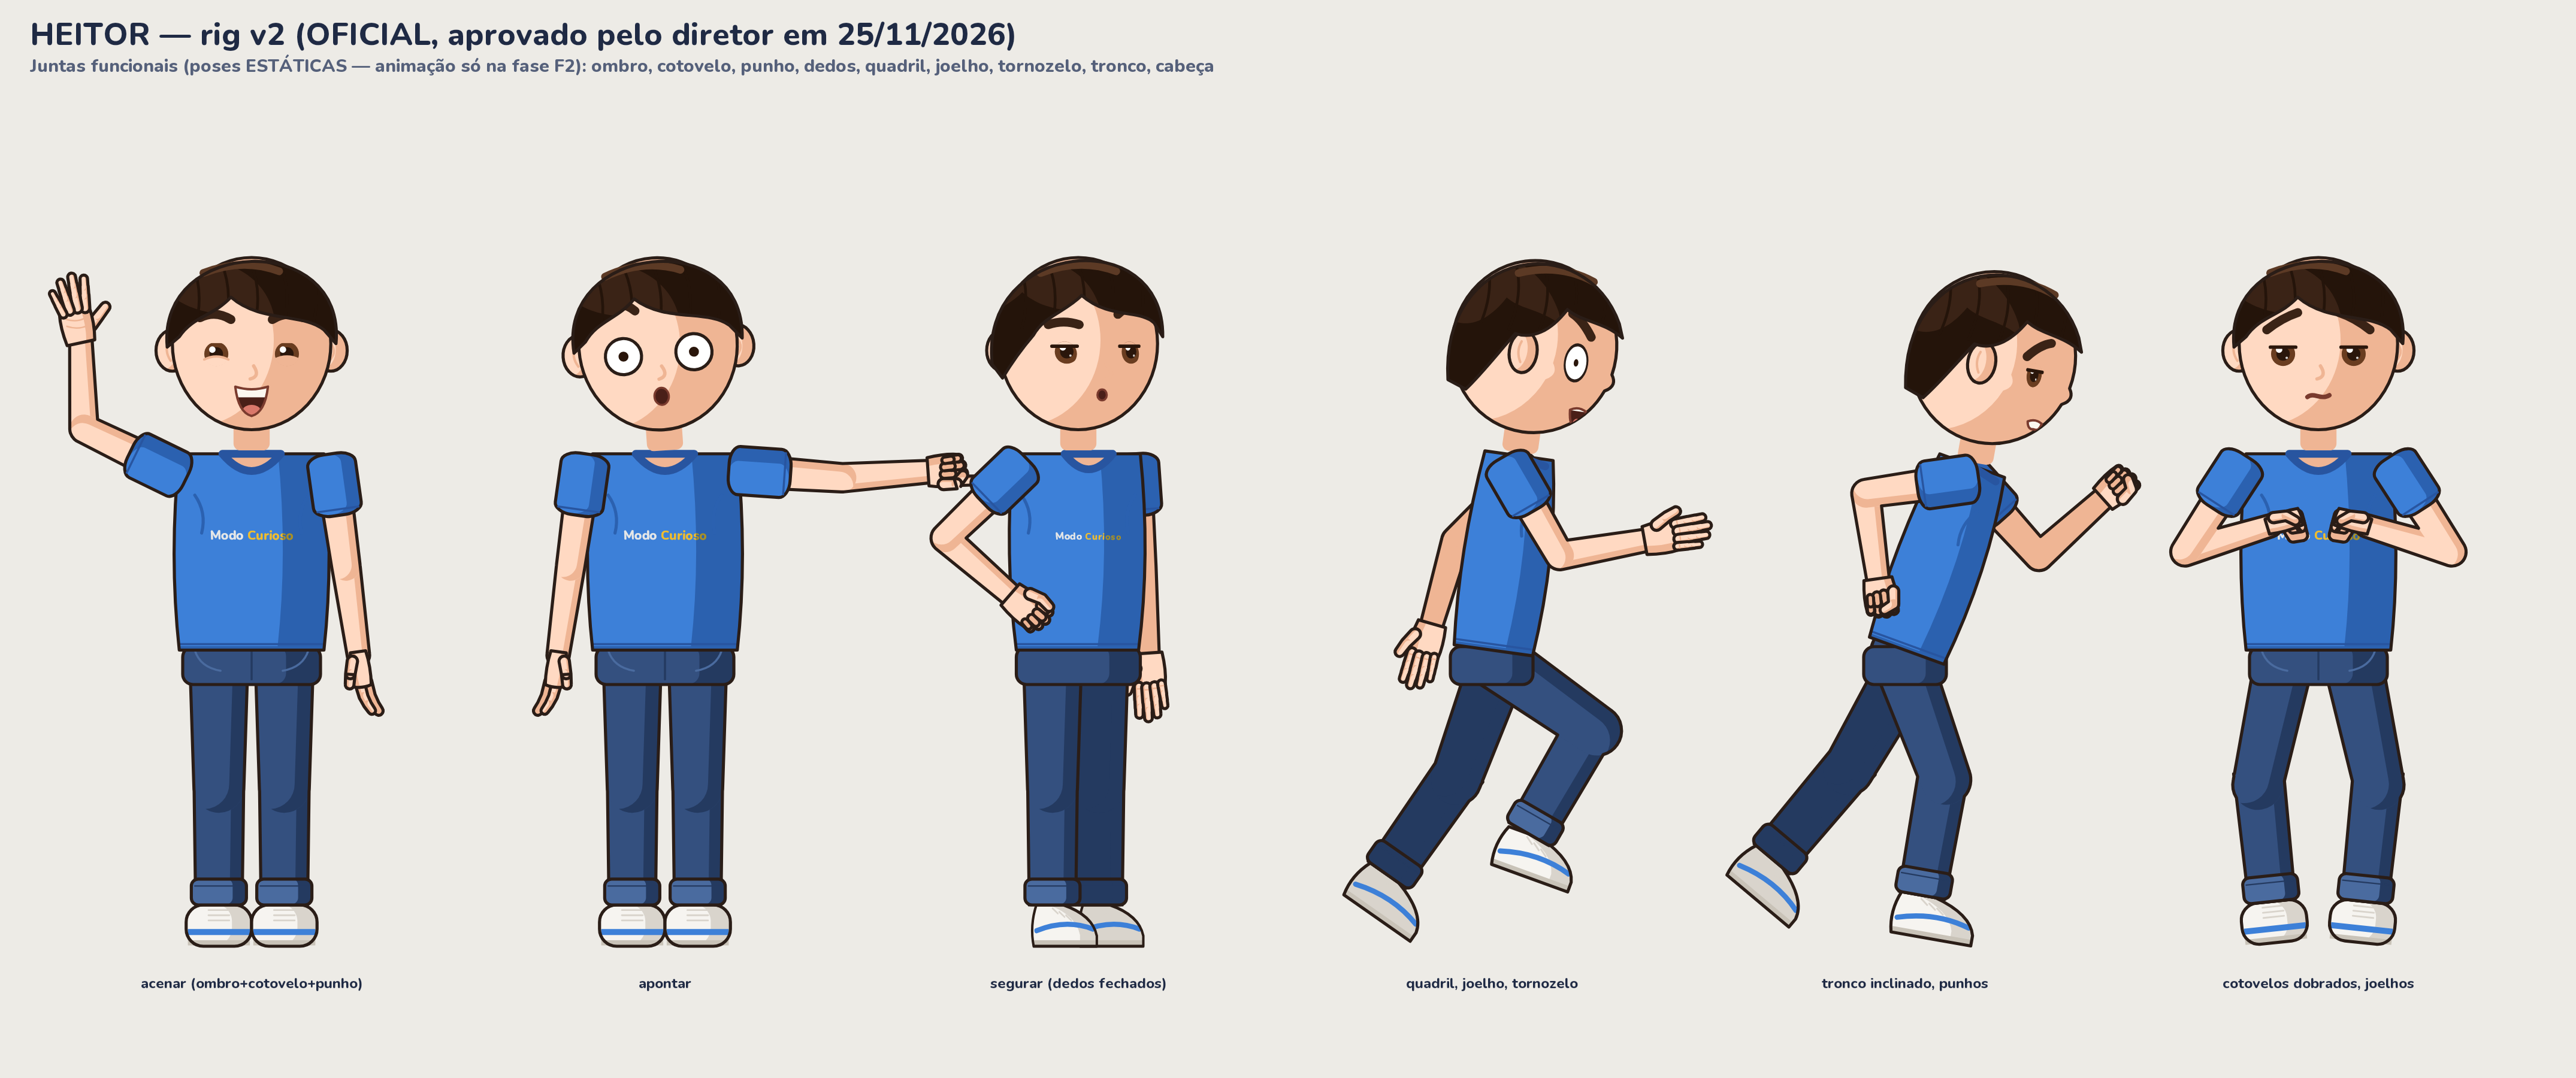 HEITOR — rig v2 (OFICIAL, aprovado pelo diretor em 25/11/2026)
Juntas funcionais (poses ESTÁTICAS — animação só na fase F2): ombro, cotovelo, punho, dedos, quadril, joelho, tornozelo, tronco, cabeça
Modo Curioso
Modo Curioso
Modo Curioso
acenar (ombro+cotovelo+punho)
apontar
segurar (dedos fechados)
quadril, joelho, tornozelo
tronco inclinado, punhos
cotovelos dobrados, joelhos